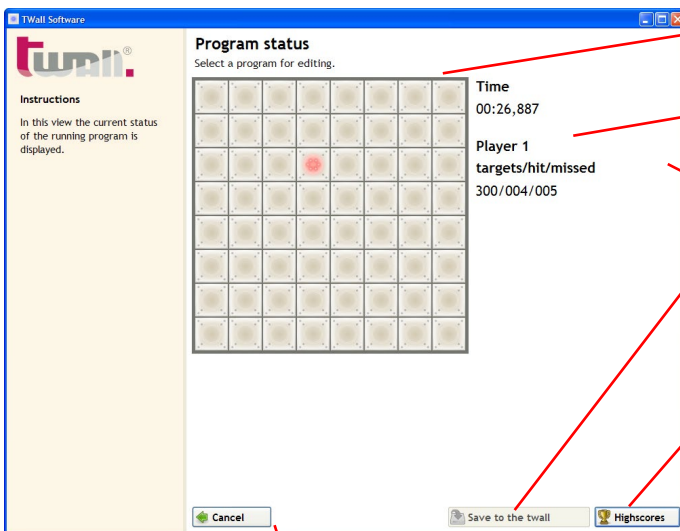 TWall Software
twall.®
Instructions
In this view the current status
of the running program is
displayed.
Program status
Select a program for editing.
Time
00:26,887
Player 1
targets/hit/missed
300/004/005
Cancel
Save to the twall
Highscores